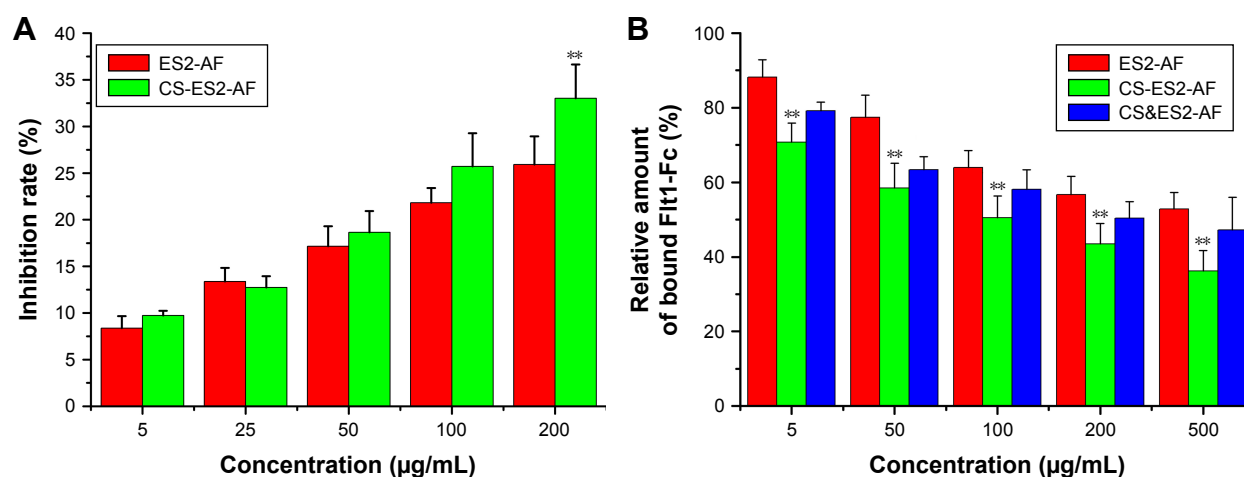 A
ES2-AF
CS-ES2-AF
**
Inhibition rate (%)
40
35
30
25
20
15
10
5
0
5 25 50 100 200
Concentration (µg/mL)
B
ES2-AF
CS-ES2-AF
CS&ES2-AF
** ** ** ** **
Relative amount
of bound Flt1-Fc (%)
100
80
60
40
20
0
5 50 100 200 500
Concentration (µg/mL)